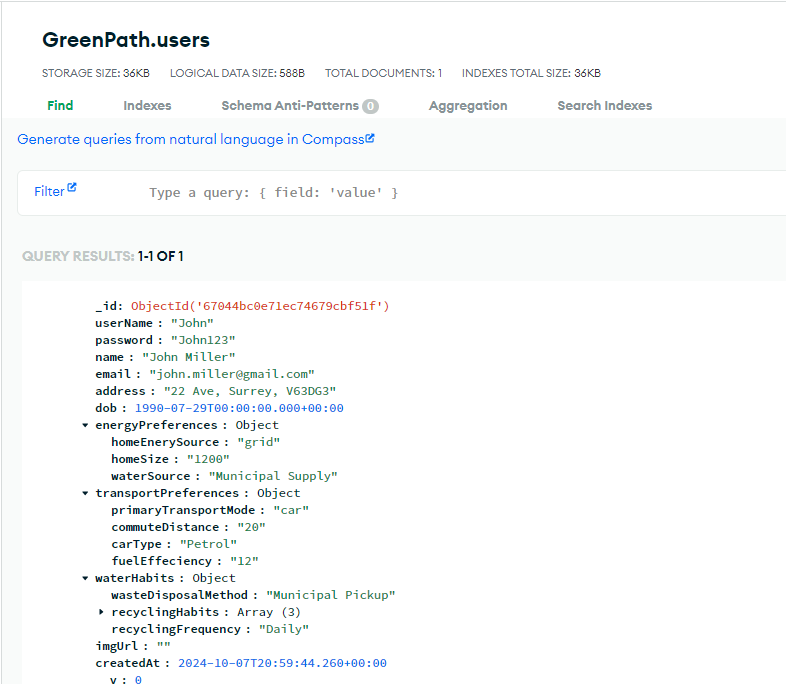 GreenPath.users
STORAGE SIZE: 36KB LOGICAL DATA SIZE: 588B TOTAL DOCUMENTS: 1 INDEXES TOTAL SIZE: 36KB
Find Indexes Schema Anti-Patterns 0 Aggregation Search Indexes
Generate queries from natural language in Compass
Filter Type a query: { field: 'value' }
QUERY RESULTS: 1-1 OF 1
_id: ObjectId('67044bc0e71ec74679cbf51f')
userName : "John"
password : "John123"
name : "John Miller"
email : "john.miller@gmail.com"
address : "22 Ave, Surrey, V63DG3"
dob : 1990-07-29T00:00:00.000+00:00
energyPreferences : Object
homeEnerySource : "grid"
homeSize : "1200"
waterSource : "Municipal Supply"
transportPreferences : Object
primaryTransportMode : "car"
commuteDistance : "20"
carType : "Petrol"
fuelEffeciency : "12"
waterHabits : Object
wasteDisposalMethod : "Municipal Pickup"
recyclingHabits : Array (3)
recyclingFrequency : "Daily"
imgUrl : ""
createdAt : 2024-10-07T20:59:44.260+00:00
v : 0